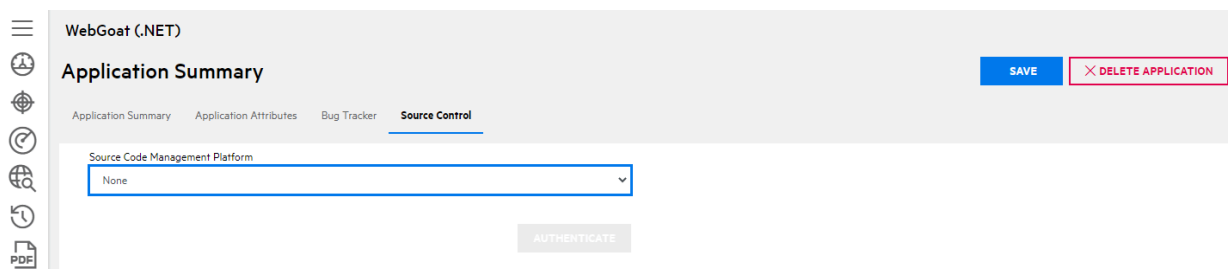 WebGoat (.NET)
Application Summary
SAVE
DELETE APPLICATION
Application Summary
Application Attributes
Bug Tracker
Source Control
Source Code Management Platform
None
AUTHENTICATE
PDF